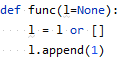 def func(l=None):
    l = l or []
    l.append(1)